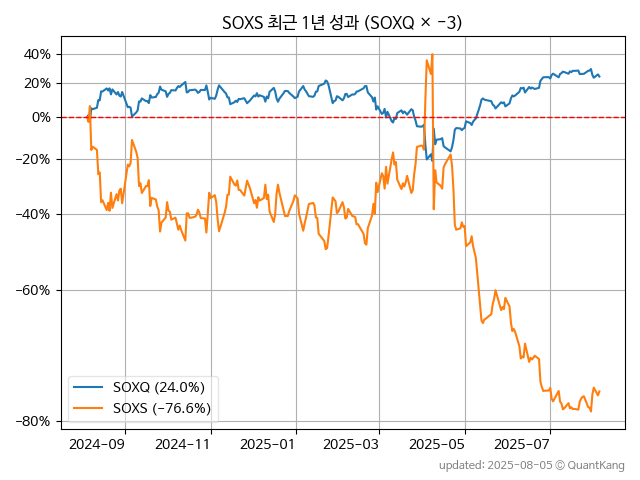 SOXS 최근 1년 성과 (SOXQ × −3)
40%
20%
0%
−20%
−40%
−60%
−80%
SOXQ (24.0%)
SOXS (−76.6%)
2024-09 2024-11 2025-01 2025-03 2025-05 2025-07
updated: 2025-08-05 © QuantKang